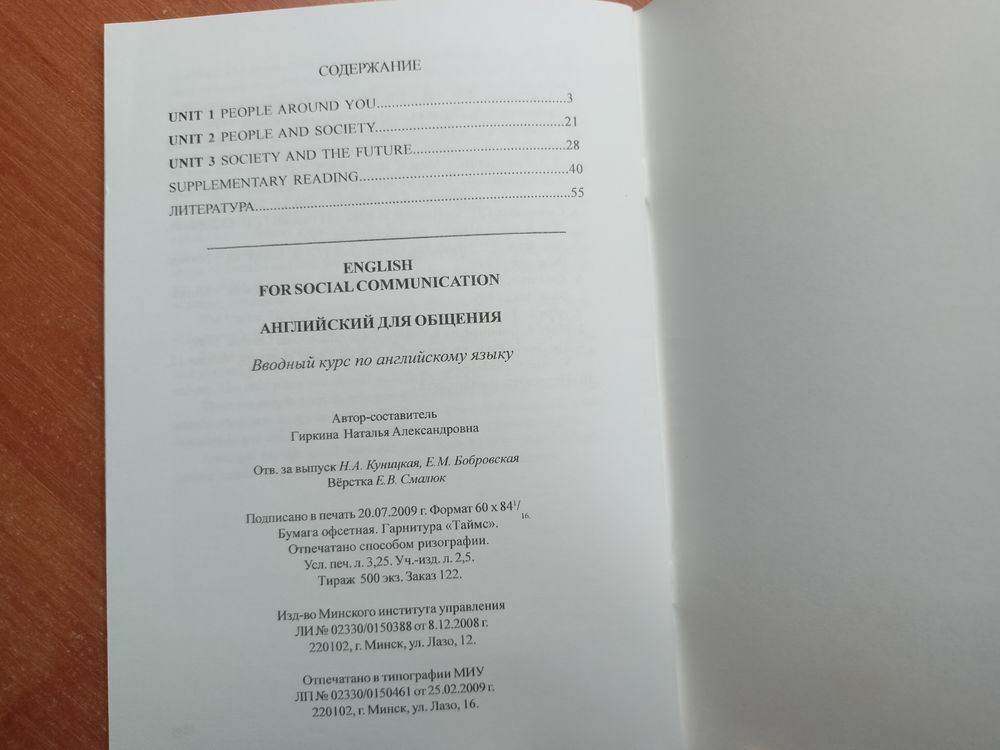 СОДЕРЖАНИЕ
UNIT 1 PEOPLE AROUND YOU..................................................3
UNIT 2 PEOPLE AND SOCIETY..................................................21
UNIT 3 SOCIETY AND THE FUTURE........................................28
SUPPLEMENTARY READING.....................................................40
ЛИТЕРАТУРА................................................................................55
ENGLISH
FOR SOCIAL COMMUNICATION
АНГЛИЙСКИЙ ДЛЯ ОБЩЕНИЯ
Вводный курс по английскому языку
Автор-составитель
Гиркина Наталья Александровна
Отв. за выпуск Н.А. Куницкая, Е.М. Бобровская
Вёрстка Е.В. Смалюк
Подписано в печать 20.07.2009 г. Формат 60 х 84¹/16.
Бумага офсетная. Гарнитура «Таймс».
Отпечатано способом ризографии.
Усл. печ. л. 3,25. Уч.-изд. л. 2,5.
Тираж 500 экз. Заказ 122.
Изд-во Минского института управления
ЛИ № 02330/0150388 от 8.12.2008 г.
220102, г. Минск, ул. Лазо, 12.
Отпечатано в типографии МИУ
ЛП № 02330/0150461 от 25.02.2009 г.
220102, г. Минск, ул. Лазо, 16.